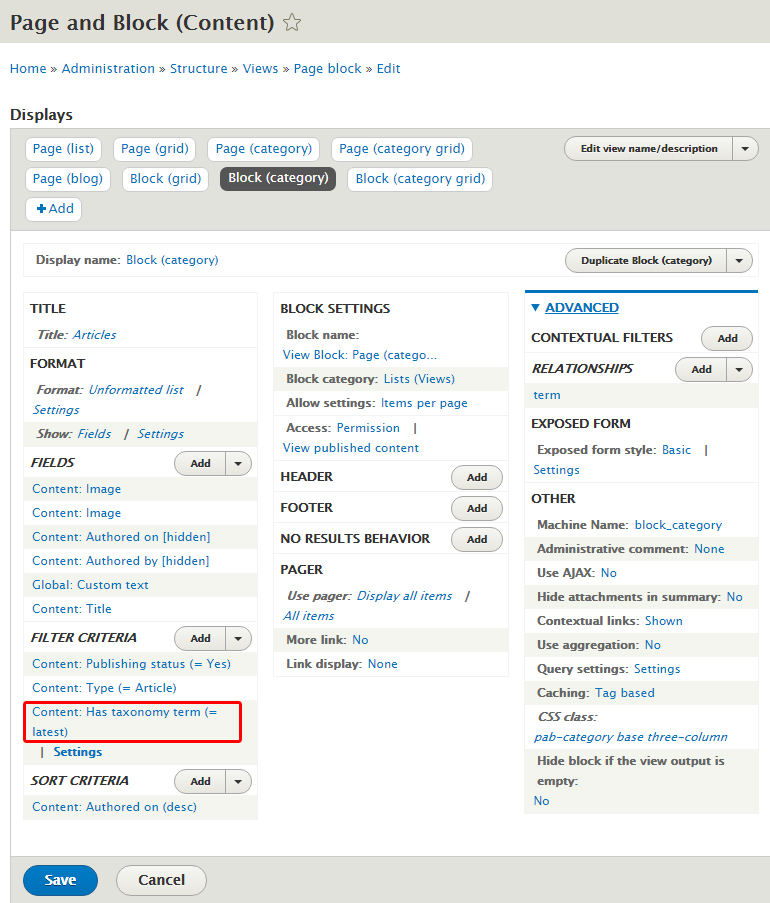 Page and Block (Content)
Home » Administration » Structure » Views » Page block » Edit
Displays
Page (list) Page (grid) Page (category) Page (category grid) Edit view name/description
Page (blog) Block (grid) Block (category) Block (category grid)
+ Add
Display name: Block (category) Duplicate Block (category)
TITLE
Title: Articles
FORMAT
Format: Unformatted list |
Settings
Show: Fields | Settings
FIELDS Add
Content: Image
Content: Image
Content: Authored on [hidden]
Content: Authored by [hidden]
Global: Custom text
Content: Title
FILTER CRITERIA Add
Content: Publishing status (= Yes)
Content: Type (= Article)
Content: Has taxonomy term (=
latest)
| Settings
SORT CRITERIA Add
Content: Authored on (desc)
BLOCK SETTINGS
Block name:
View Block: Page (catego...
Block category: Lists (Views)
Allow settings: Items per page
Access: Permission |
View published content
HEADER Add
FOOTER Add
NO RESULTS BEHAVIOR Add
PAGER
Use pager: Display all items /
All items
More link: No
Link display: None
▼ ADVANCED
CONTEXTUAL FILTERS Add
RELATIONSHIPS Add
term
EXPOSED FORM
Exposed form style: Basic |
Settings
OTHER
Machine Name: block_category
Administrative comment: None
Use AJAX: No
Hide attachments in summary: No
Contextual links: Shown
Use aggregation: No
Query settings: Settings
Caching: Tag based
CSS class:
pab-category base three-column
Hide block if the view output is
empty:
No
Save Cancel